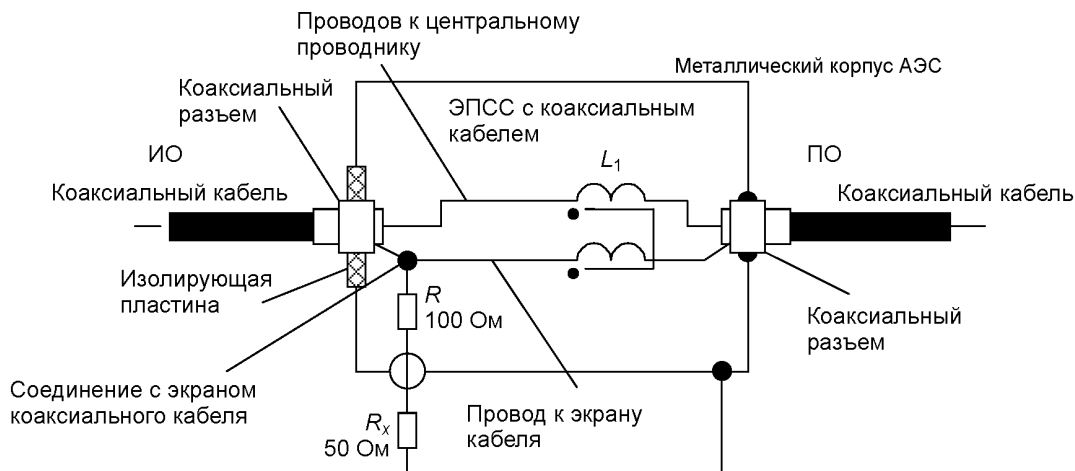 Проводов к центральному
проводнику
Металлический корпус АЭС
Коаксиальный
разъем
ЭПСС с коаксиальным
кабелем
ИО
L1
ПО
Коаксиальный кабель
Коаксиальный кабель
Изолирующая
пластина
R
100 Ом
Коаксиальный
разъем
Соединение с экраном
коаксиального кабеля
Провод к экрану
кабеля
Rx
50 Ом